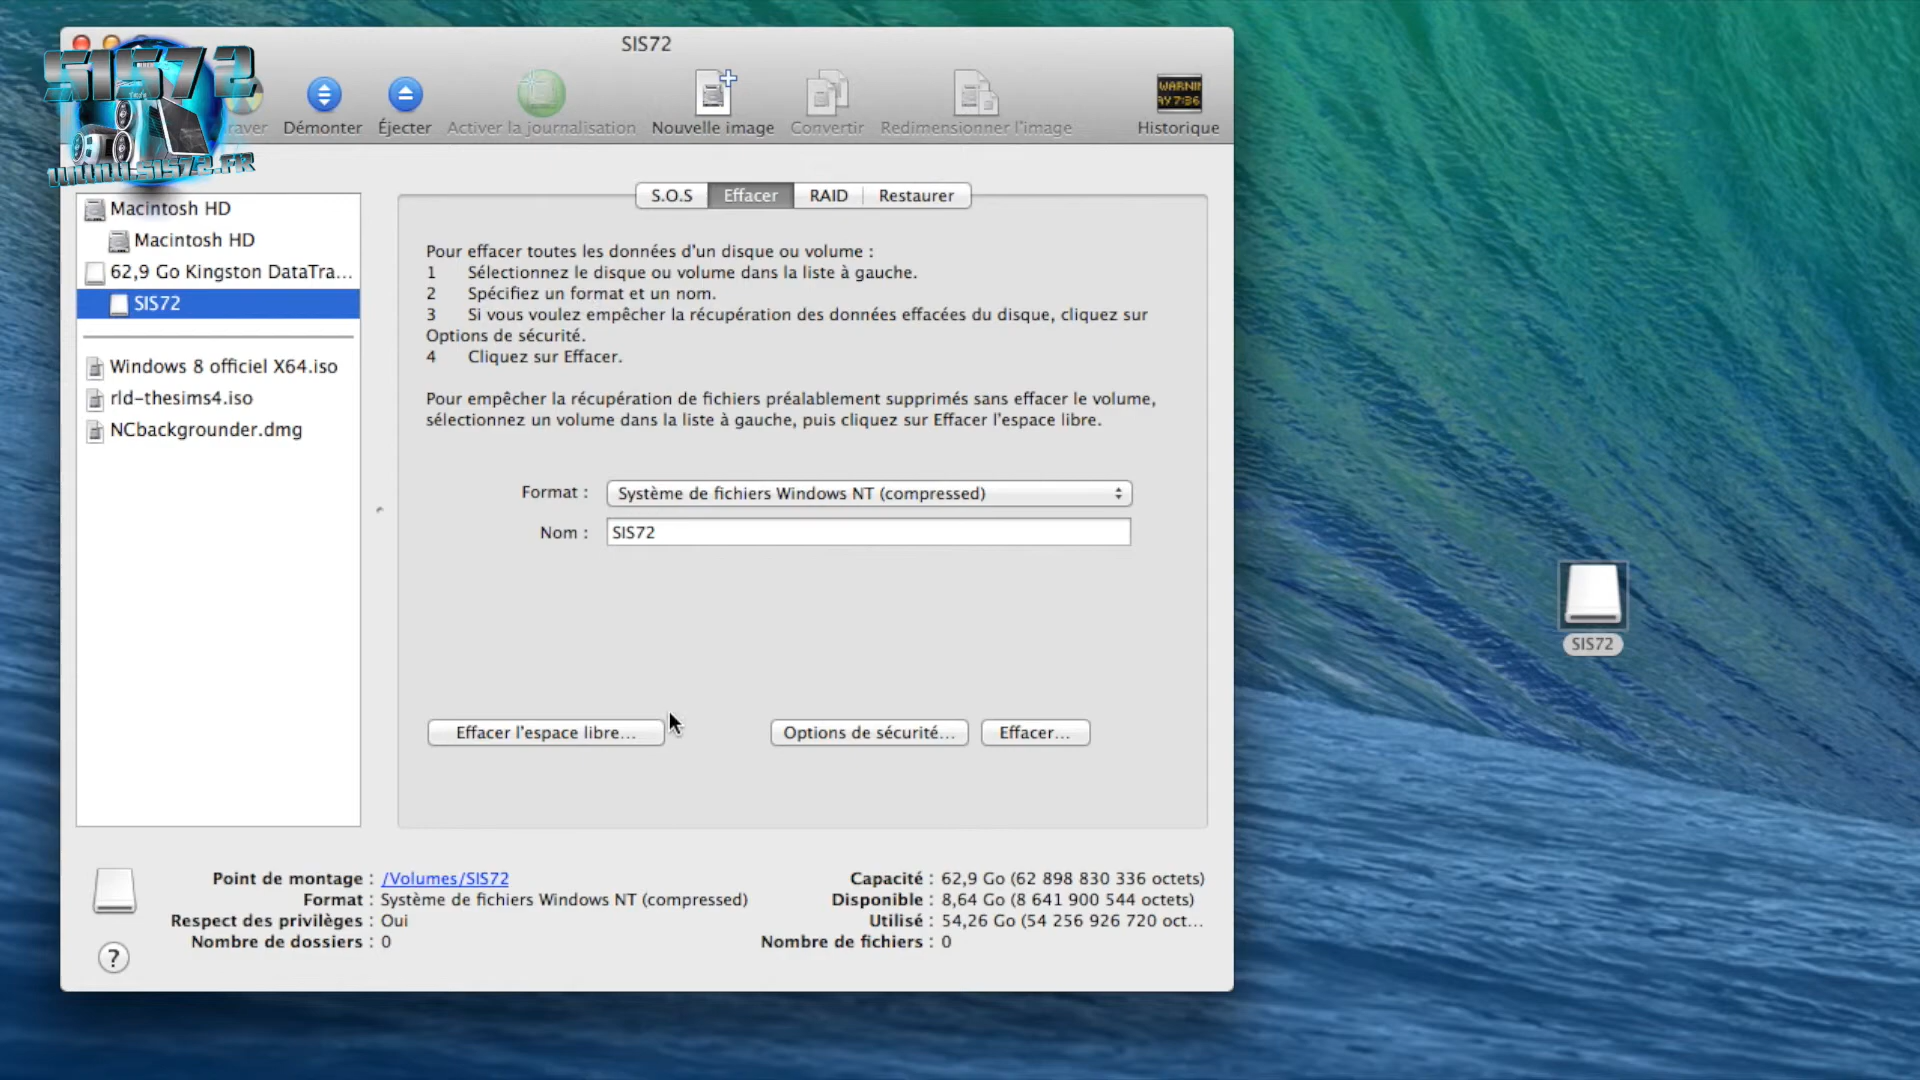 SIS72
SIS72
WWW.SIS72.FR
raver
Démonter
Éjecter
Activer la journalisation
Nouvelle image
Convertir
Redimensionner l'image
WARNIN
AY 7:36
Historique
S.O.S
Effacer
RAID
Restaurer
Macintosh HD
Macintosh HD
62,9 Go Kingston DataTra...
SIS72
Windows 8 officiel X64.iso
rld-thesims4.iso
NCbackgrounder.dmg
Pour effacer toutes les données d'un disque ou volume :
1 Sélectionnez le disque ou volume dans la liste à gauche.
2 Spécifiez un format et un nom.
3 Si vous voulez empêcher la récupération des données effacées du disque, cliquez sur
Options de sécurité.
4 Cliquez sur Effacer.
Pour empêcher la récupération de fichiers préalablement supprimés sans effacer le volume,
sélectionnez un volume dans la liste à gauche, puis cliquez sur Effacer l'espace libre.
Format : Système de fichiers Windows NT (compressed)
Nom : SIS72
Effacer l'espace libre...
Options de sécurité...
Effacer...
SIS72
Point de montage : /Volumes/SIS72
Format : Système de fichiers Windows NT (compressed)
Respect des privilèges : Oui
Nombre de dossiers : 0
Capacité : 62,9 Go (62 898 830 336 octets)
Disponible : 8,64 Go (8 641 900 544 octets)
Utilisé : 54,26 Go (54 256 926 720 oct...
Nombre de fichiers : 0
?